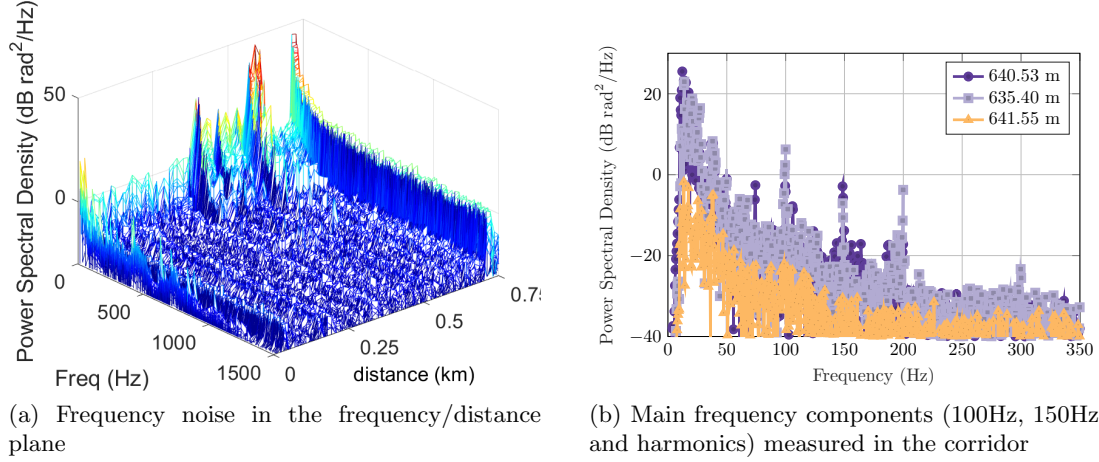 Power Spectral Density (dB rad2/Hz)
50
0
0
500
1000
1500
Freq (Hz)
0
0.25
0.5
0.75
distance (km)
(a) Frequency noise in the frequency/distance
plane
Power Spectral Density (dB rad2/Hz)
20
0
−20
−40
0
50
100
150
200
250
300
350
Frequency (Hz)
640.53 m
635.40 m
641.55 m
(b) Main frequency components (100Hz, 150Hz
and harmonics) measured in the corridor